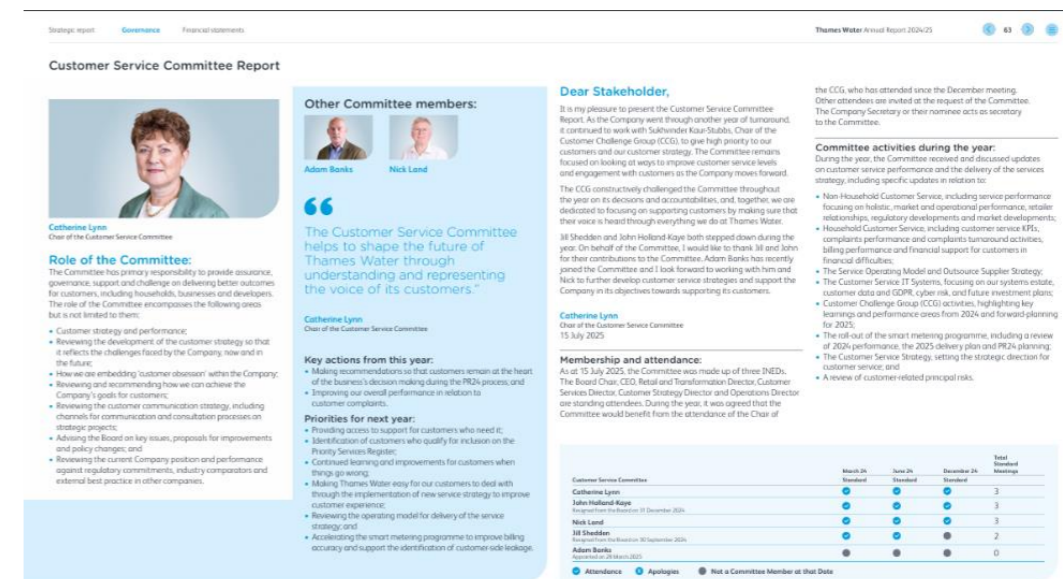 Strategic report Governance Financial statements
Thames Water Annual Report 2024/25 63
Customer Service Committee Report
Catherine Lynn
Chair of the Customer Service Committee
Role of the Committee:
The Committee has primary responsibility to provide assurance,
governance, support and challenge on delivering better outcomes
for customers, including households, businesses and developers.
The role of the Committee encompasses the following areas
but is not limited to them:
• Customer strategy and performance;
• Reviewing the development of the customer strategy so that
it reflects the challenges faced by the Company, now and in
the future;
• How we are embedding 'customer obsession' within the Company;
• Reviewing and recommending how we can achieve the
Company's goals for customers;
• Reviewing the customer communication strategy, including
channels for communication and consultation processes on
strategic projects;
• Advising the Board on key issues, proposals for improvements
and policy changes; and
• Reviewing the current Company position and performance
against regulatory commitments, industry comparators and
external best practice in other companies.
Other Committee members:
Adam Banks Nick Land
“
The Customer Service Committee
helps to shape the future of
Thames Water through
understanding and representing
the voice of its customers.”
Catherine Lynn
Chair of the Customer Service Committee
Key actions from this year:
• Making recommendations so that customers remain at the heart
of the business's decision making during the PR24 process; and
• Improving our overall performance in relation to
customer complaints.
Priorities for next year:
• Providing access to support for customers who need it;
• Identification of customers who qualify for inclusion on the
Priority Services Register;
• Continued learning and improvements for customers when
things go wrong;
• Making Thames Water easy for our customers to deal with
through the implementation of new service strategy to improve
customer experience;
• Reviewing the operating model for delivery of the service
strategy; and
• Accelerating the smart metering programme to improve billing
accuracy and support the identification of customer-side leakage.
Dear Stakeholder,
It is my pleasure to present the Customer Service Committee
Report. As the Company went through another year of turnaround,
it continued to work with Sukhvinder Kaur-Stubbs, Chair of the
Customer Challenge Group (CCG), to give high priority to our
customers and our customer strategy. The Committee remains
focused on looking at ways to improve customer service levels
and engagement with customers as the Company moves forward.
The CCG constructively challenged the Committee throughout
the year on its decisions and accountabilities, and, together, we are
dedicated to focusing on supporting customers by making sure that
their voice is heard through everything we do at Thames Water.
Jill Shedden and John Holland-Kaye both stepped down during the
year. On behalf of the Committee, I would like to thank Jill and John
for their contributions to the Committee. Adam Banks has recently
joined the Committee and I look forward to working with him and
Nick to further develop customer strategies and support the
Company in its objectives towards supporting its customers.
Catherine Lynn
Chair of the Customer Service Committee
15 July 2025
Membership and attendance:
As at 15 July 2025, the Committee was made up of three INEDs.
The Board Chair, CEO, Retail and Transformation Director, Customer
Services Director, Customer Strategy Director and Operations Director
are standing attendees. During the year, it was agreed that the
Committee would benefit from the attendance of the Chair of
the CCG, who has attended since the December meeting.
Other attendees are invited at the request of the Committee.
The Company Secretary or their nominee acts as secretary
to the Committee.
Committee activities during the year:
During the year, the Committee received and discussed updates
on customer service performance and the delivery of the services
strategy, including specific updates in relation to:
• Non-Household Customer Service, including service performance
focusing on holistic, market and operational performance, retailer
relationships, regulatory developments and market developments;
• Household Customer Service, including customer service KPIs,
complaints performance and complaints turnaround activities,
billing performance and financial support for customers in
financial difficulties;
• The Service Operating Model and Outsource Supplier Strategy;
• The Customer Service IT Systems, focusing on our systems estate,
customer data and GDPR, cyber risk, and future investment plans;
• Customer Challenge Group (CCG) activities, highlighting key
learnings and performance areas from 2024 and forward-planning
for 2025;
• The roll-out of the smart metering programme, including a review
of 2024 performance, the 2025 delivery plan and PR24 planning;
• The Customer Service Strategy, setting the strategic direction for
customer service; and
• A review of customer-related principal risks.
Customer Service Committee March 24 Standard June 24 Standard December 24 Standard Total Standard Meetings
Catherine Lynn 3
John Holland-Kaye 3
Resigned from the Board on 31 December 2024
Nick Land 3
Jill Shedden 2
Resigned from the Board on 30 September 2024
Adam Banks 0
Appointed on 28 March 2025
Attendance Apologies Not a Committee Member at that Date